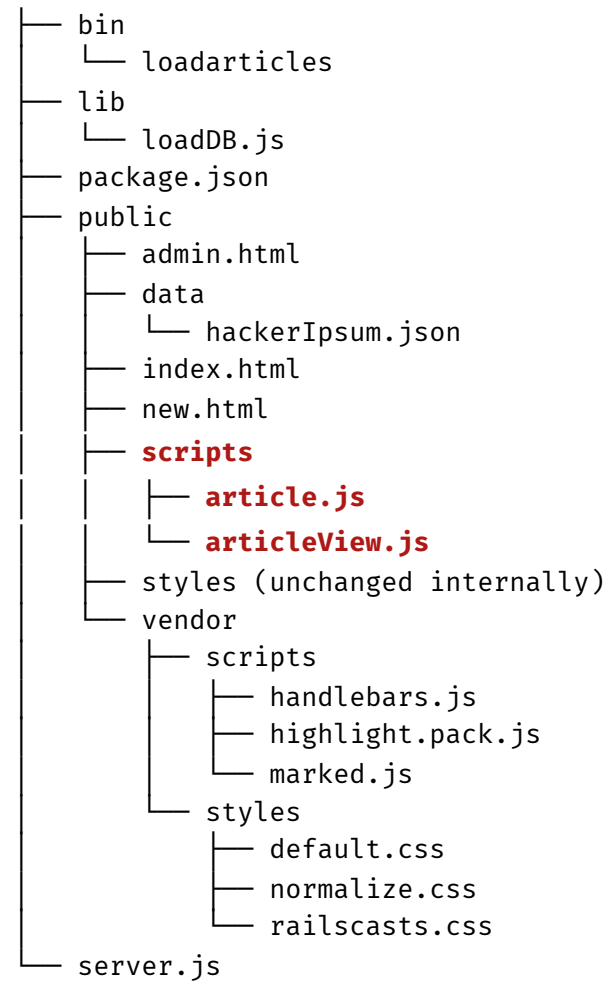 ├── bin
│   └── loadarticles
├── lib
│   └── loadDB.js
├── package.json
├── public
│   ├── admin.html
│   ├── data
│   │   └── hackerIpsum.json
│   ├── index.html
│   ├── new.html
│   ├── scripts
│   │   ├── article.js
│   │   └── articleView.js
│   ├── styles (unchanged internally)
│   └── vendor
│       ├── scripts
│       │   ├── handlebars.js
│       │   ├── highlight.pack.js
│       │   └── marked.js
│       └── styles
│           ├── default.css
│           ├── normalize.css
│           └── railscasts.css
└── server.js